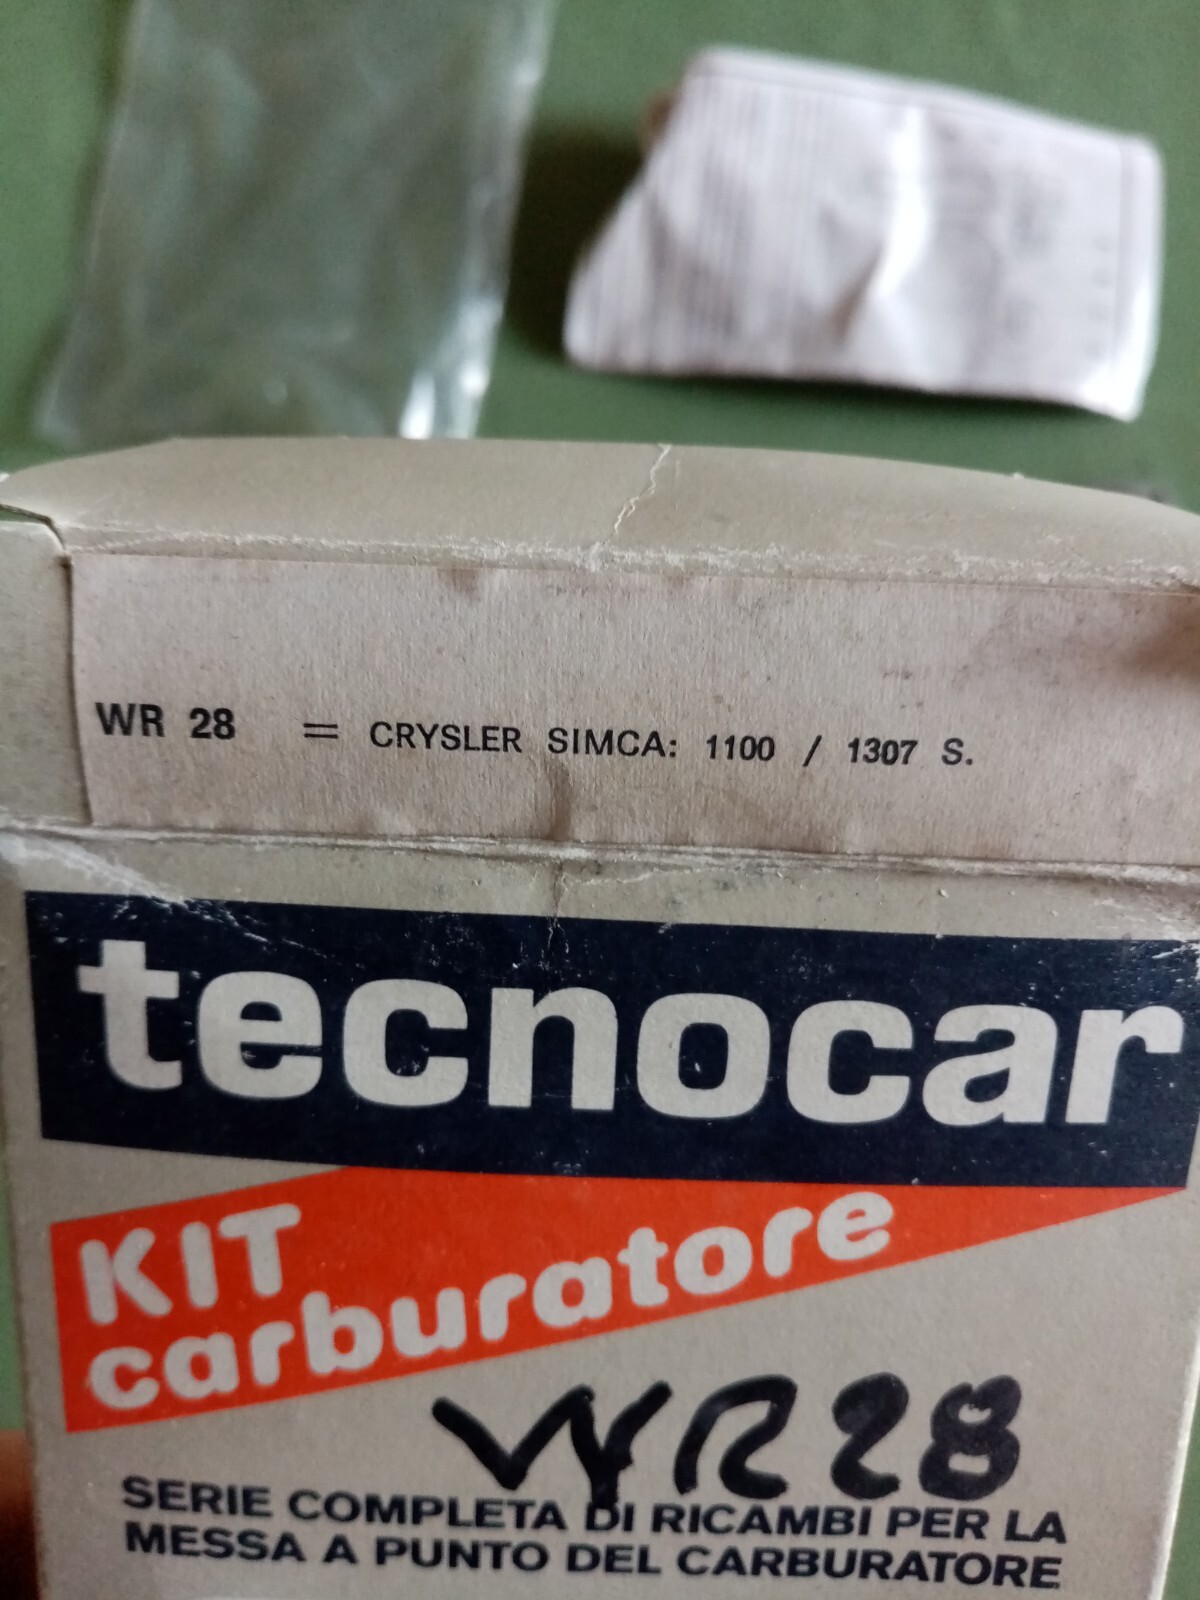 WR 28 = CRYSLER SIMCA: 1100 / 1307 S.
tecnocar
KIT
carburatore
WR28
SERIE COMPLETA DI RICAMBI PER LA
MESSA A PUNTO DEL CARBURATORE